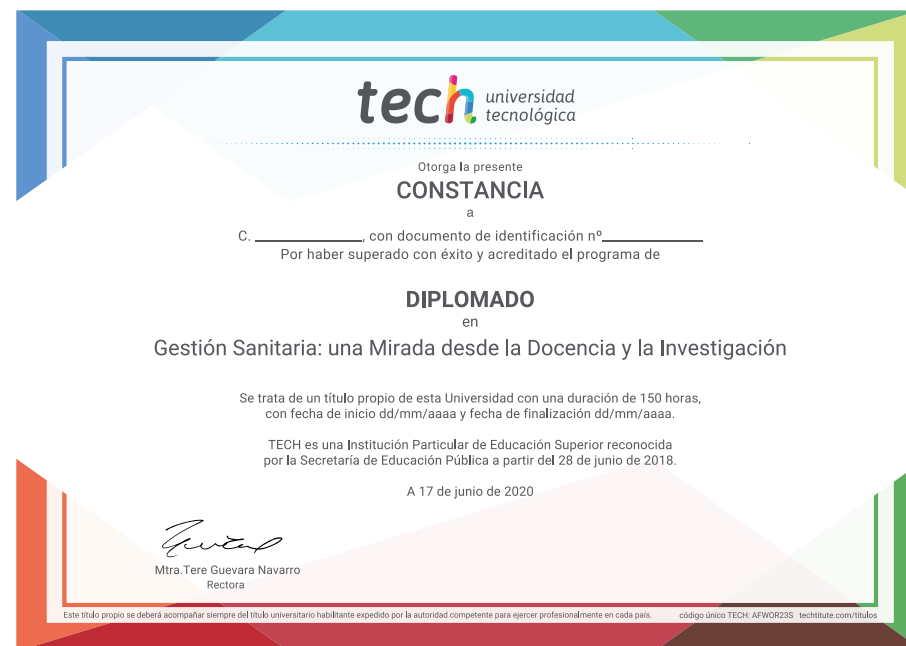 tech universidad
tecnológica
Otorga la presente
CONSTANCIA
a
C. ____________, con documento de identificación nº____________
Por haber superado con éxito y acreditado el programa de
DIPLOMADO
en
Gestión Sanitaria: una Mirada desde la Docencia y la Investigación
Se trata de un título propio de esta Universidad con una duración de 150 horas,
con fecha de inicio dd/mm/aaaa y fecha de finalización dd/mm/aaaa.
TECH es una Institución Particular de Educación Superior reconocida
por la Secretaría de Educación Pública a partir del 28 de junio de 2018.
A 17 de junio de 2020
Mtra.Tere Guevara Navarro
Rectora
Este título propio se deberá acompañar siempre del título universitario habilitante expedido por la autoridad competente para ejercer profesionalmente en cada país. código único TECH: AFWOR23S techtitute.com/títulos